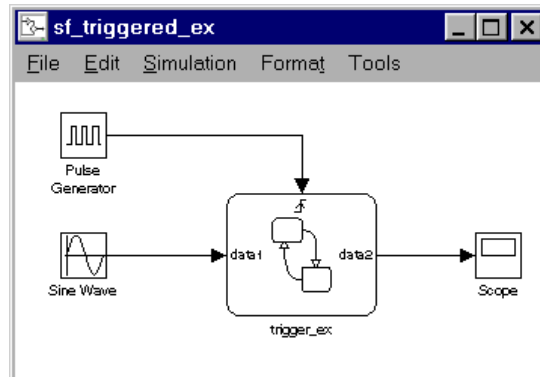 sf_triggered_ex
File Edit Simulation Format Tools
Pulse
Generator
data1
data2
Sine Wave
Scope
trigger_ex